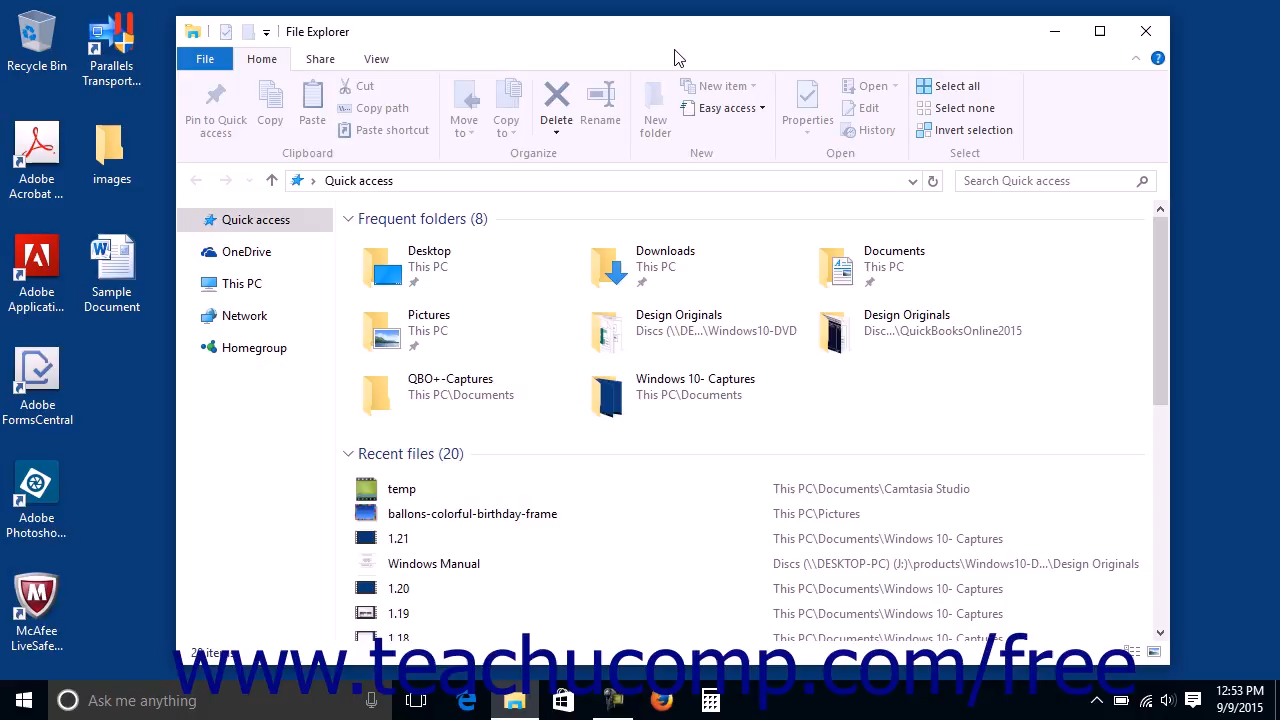 Recycle Bin
Parallels
Transport...
Adobe
Acrobat ...
images
Adobe
Applicati...
Sample
Document
Adobe
FormsCentral
Adobe
Photosho...
McAfee
LiveSafe...
File Explorer
File
Home
Share
View
Pin to Quick
access
Copy
Paste
Cut
Copy path
Paste shortcut
Clipboard
Move
to
Copy
to
Delete
Rename
Organize
New
folder
New item
Easy access
New
Properties
Open
Edit
History
Open
Select all
Select none
Invert selection
Select
Quick access
Search Quick access
Quick access
OneDrive
This PC
Network
Homegroup
Frequent folders (8)
Desktop
This PC
Downloads
This PC
Documents
This PC
Pictures
This PC
Design Originals
Discs (\\DE...\Windows10-DVD
Design Originals
Disc...\QuickBooksOnline2015
QBO+-Captures
This PC\Documents
Windows 10- Captures
This PC\Documents
Recent files (20)
temp This PC\Documents\Camtasia Studio
ballons-colorful-birthday-frame This PC\Pictures
1.21 This PC\Documents\Windows 10- Captures
Windows Manual Discs (\\DESKTOP-PC) (J:)\products\Windows10-D...\Design Originals
1.20 This PC\Documents\Windows 10- Captures
1.19 This PC\Documents\Windows 10- Captures
1.18 This PC\Documents\Windows 10- Captures
www.teachucomp.com/free
Ask me anything
12:53 PM
9/9/2015